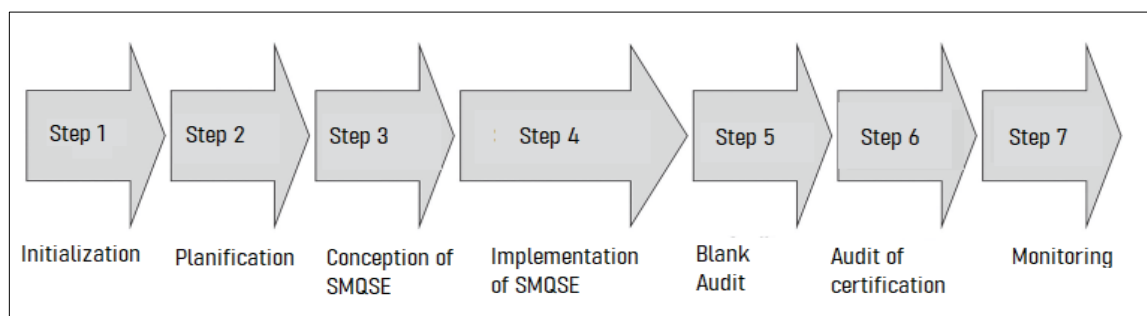 Step 1
Step 2
Step 3
Step 4
Step 5
Step 6
Step 7
Initialization
Planification
Conception of
SMQSE
Implementation
of SMQSE
Blank
Audit
Audit of
certification
Monitoring